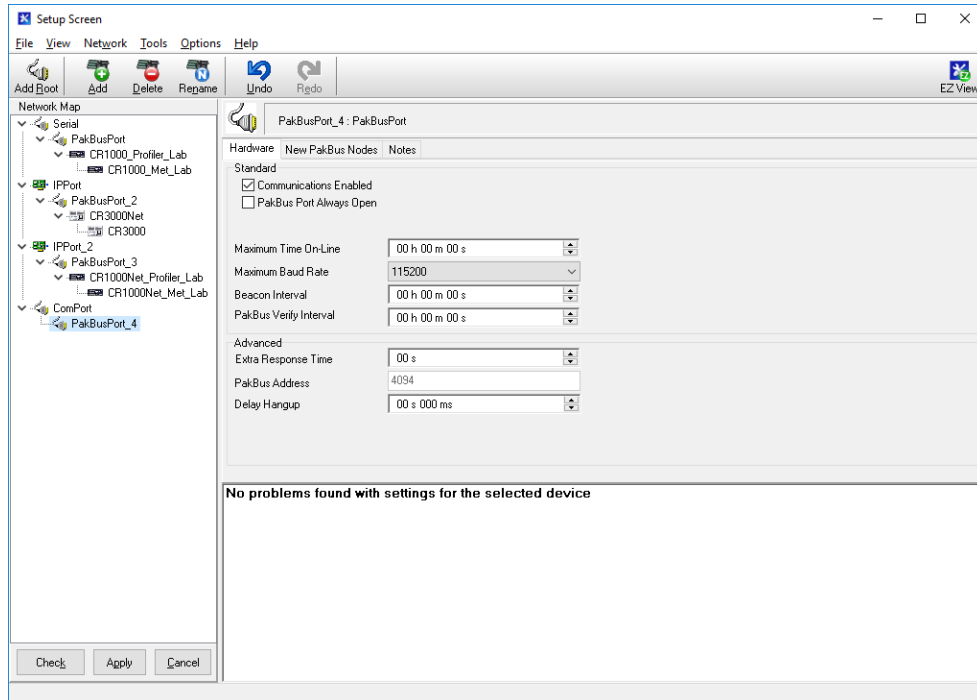 Setup Screen
File View Network Tools Options Help
Add Root Add Delete Rename Undo Redo EZ View
Network Map
Serial
PakBusPort
CR1000_Profiler_Lab
CR1000_Met_Lab
IPPort
PakBusPort_2
CR3000Net
CR3000
IPPort_2
PakBusPort_3
CR1000Net_Profiler_Lab
CR1000Net_Met_Lab
ComPort
PakBusPort_4
Check Apply Cancel
PakBusPort_4 : PakBusPort
Hardware New PakBus Nodes Notes
Standard
Communications Enabled
PakBus Port Always Open
Maximum Time On-Line 00 h 00 m 00 s
Maximum Baud Rate 115200
Beacon Interval 00 h 00 m 00 s
PakBus Verify Interval 00 h 00 m 00 s
Advanced
Extra Response Time 00 s
PakBus Address 4094
Delay Hangup 00 s 000 ms
No problems found with settings for the selected device